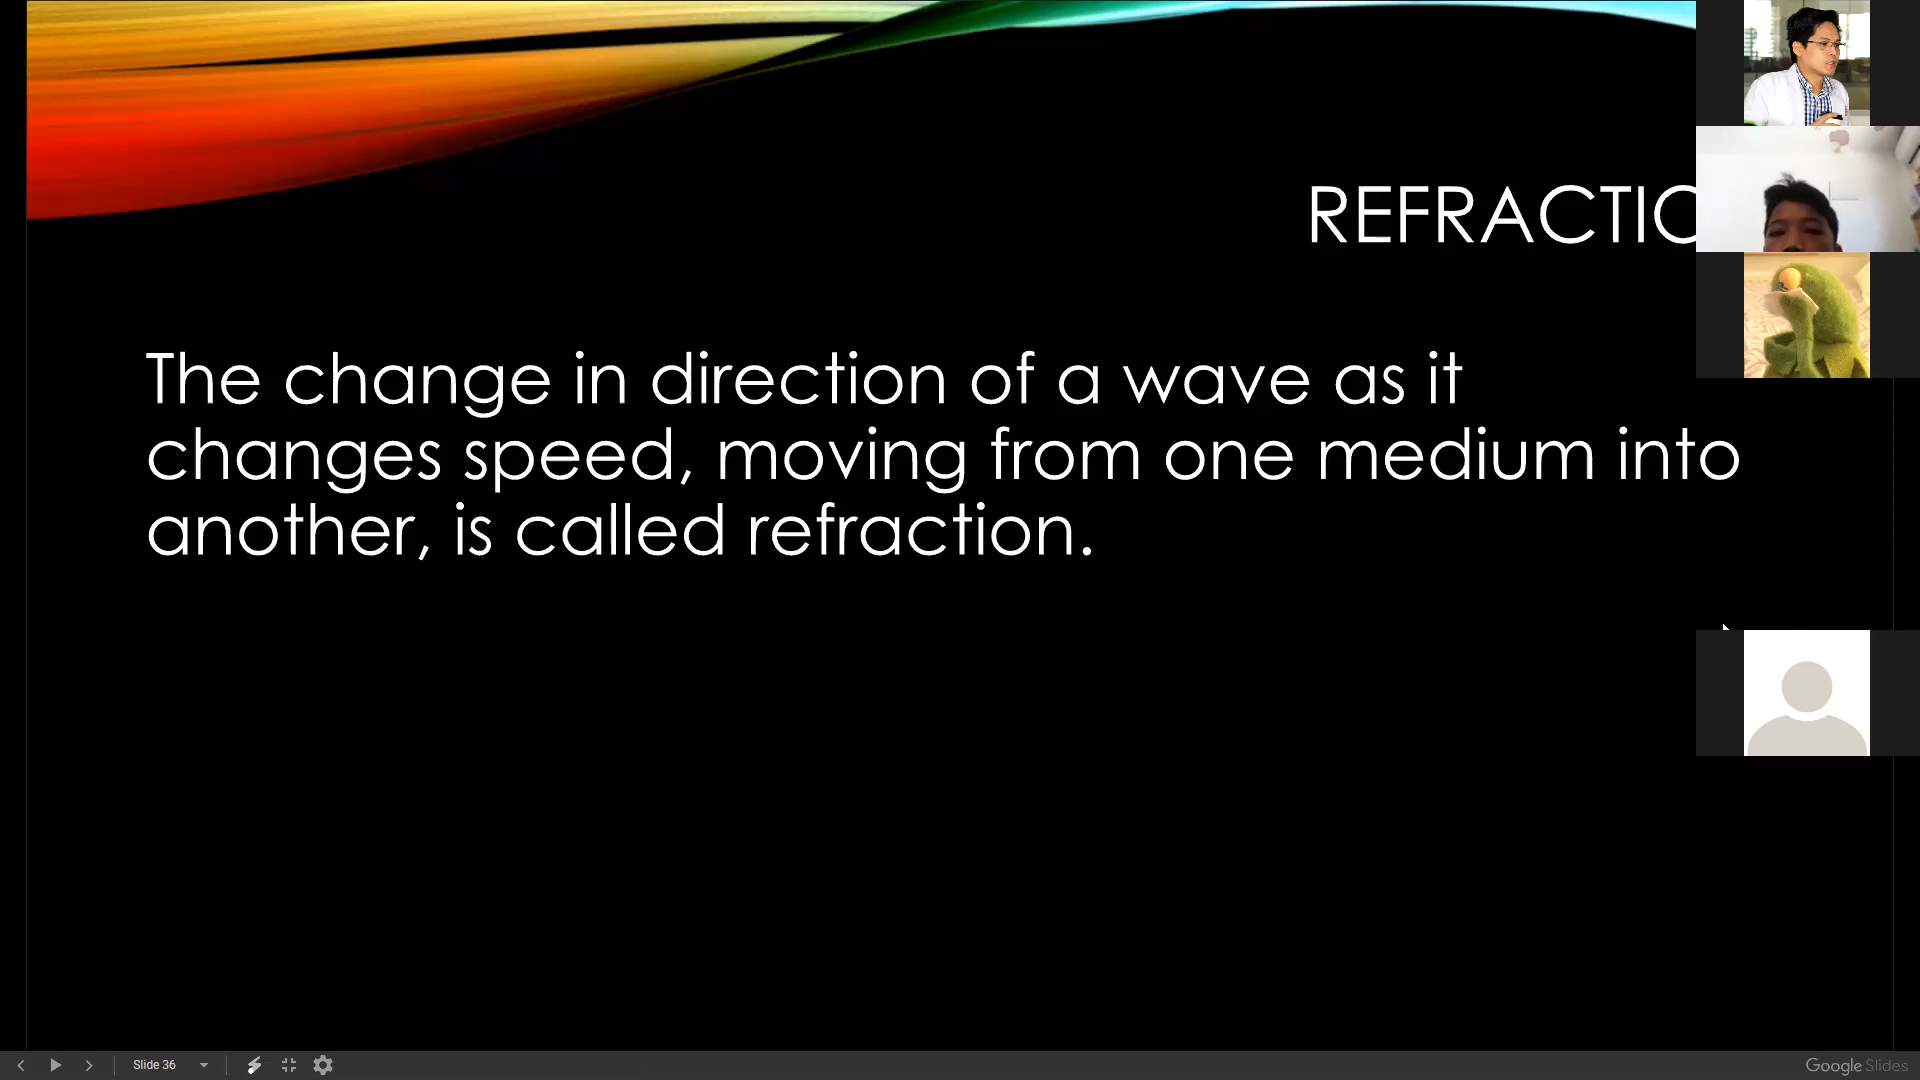 REFRACTIO
The change in direction of a wave as it
changes speed, moving from one medium into
another, is called refraction.
Slide 36
Google Slides